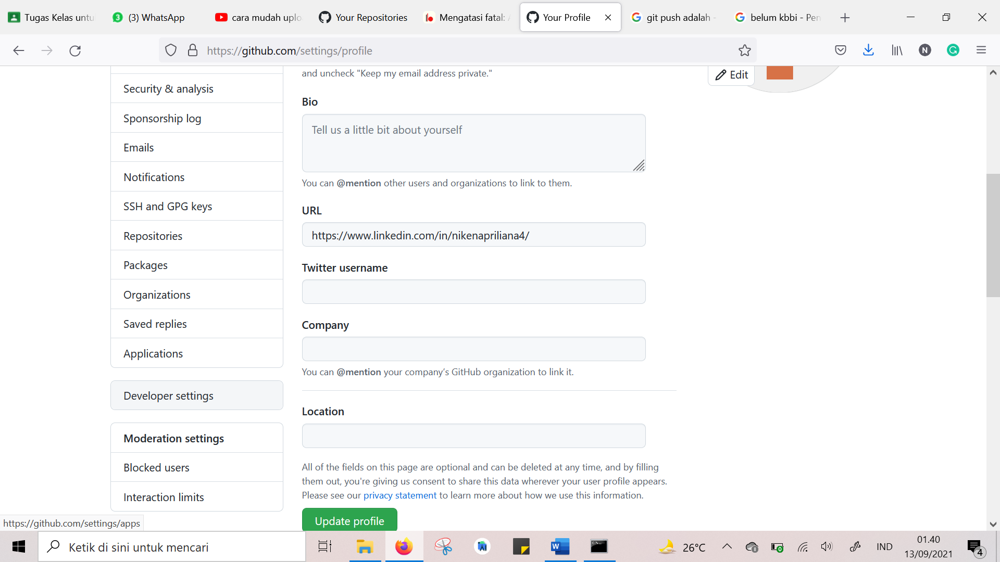 Tugas Kelas untu
(3) WhatsApp
cara mudah uplo
Your Repositories
Mengatasi fatal:
Your Profile
git push adalah -
belum kbbi - Pen
https://github.com/settings/profile
and uncheck "Keep my email address private."
Edit
Security & analysis
Sponsorship log
Emails
Notifications
SSH and GPG keys
Repositories
Packages
Organizations
Saved replies
Applications
Developer settings
Moderation settings
Blocked users
Interaction limits
Bio
Tell us a little bit about yourself
You can @mention other users and organizations to link to them.
URL
https://www.linkedin.com/in/nikenapriliana4/
Twitter username
Company
You can @mention your company's GitHub organization to link it.
Location
All of the fields on this page are optional and can be deleted at any time, and by filling
them out, you're giving us consent to share this data wherever your user profile appears.
Please see our privacy statement to learn more about how we use this information.
Update profile
https://github.com/settings/apps
Ketik di sini untuk mencari
26°C
IND
01.40
13/09/2021
4